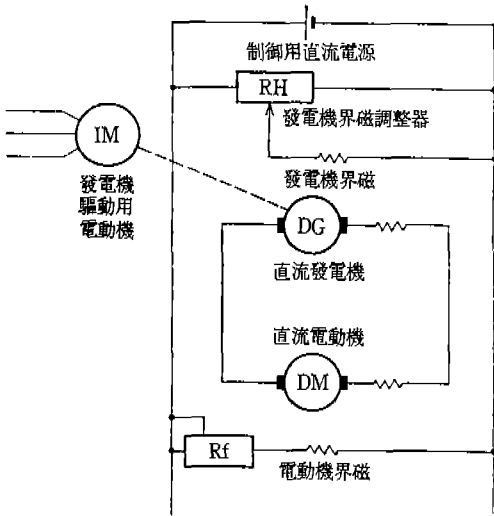 制御用直流電源
RH
發電機界磁調整器
IM
發電機界磁
發電機
驅動用
電動機
DG
直流發電機
直流電動機
DM
Rf
電動機界磁